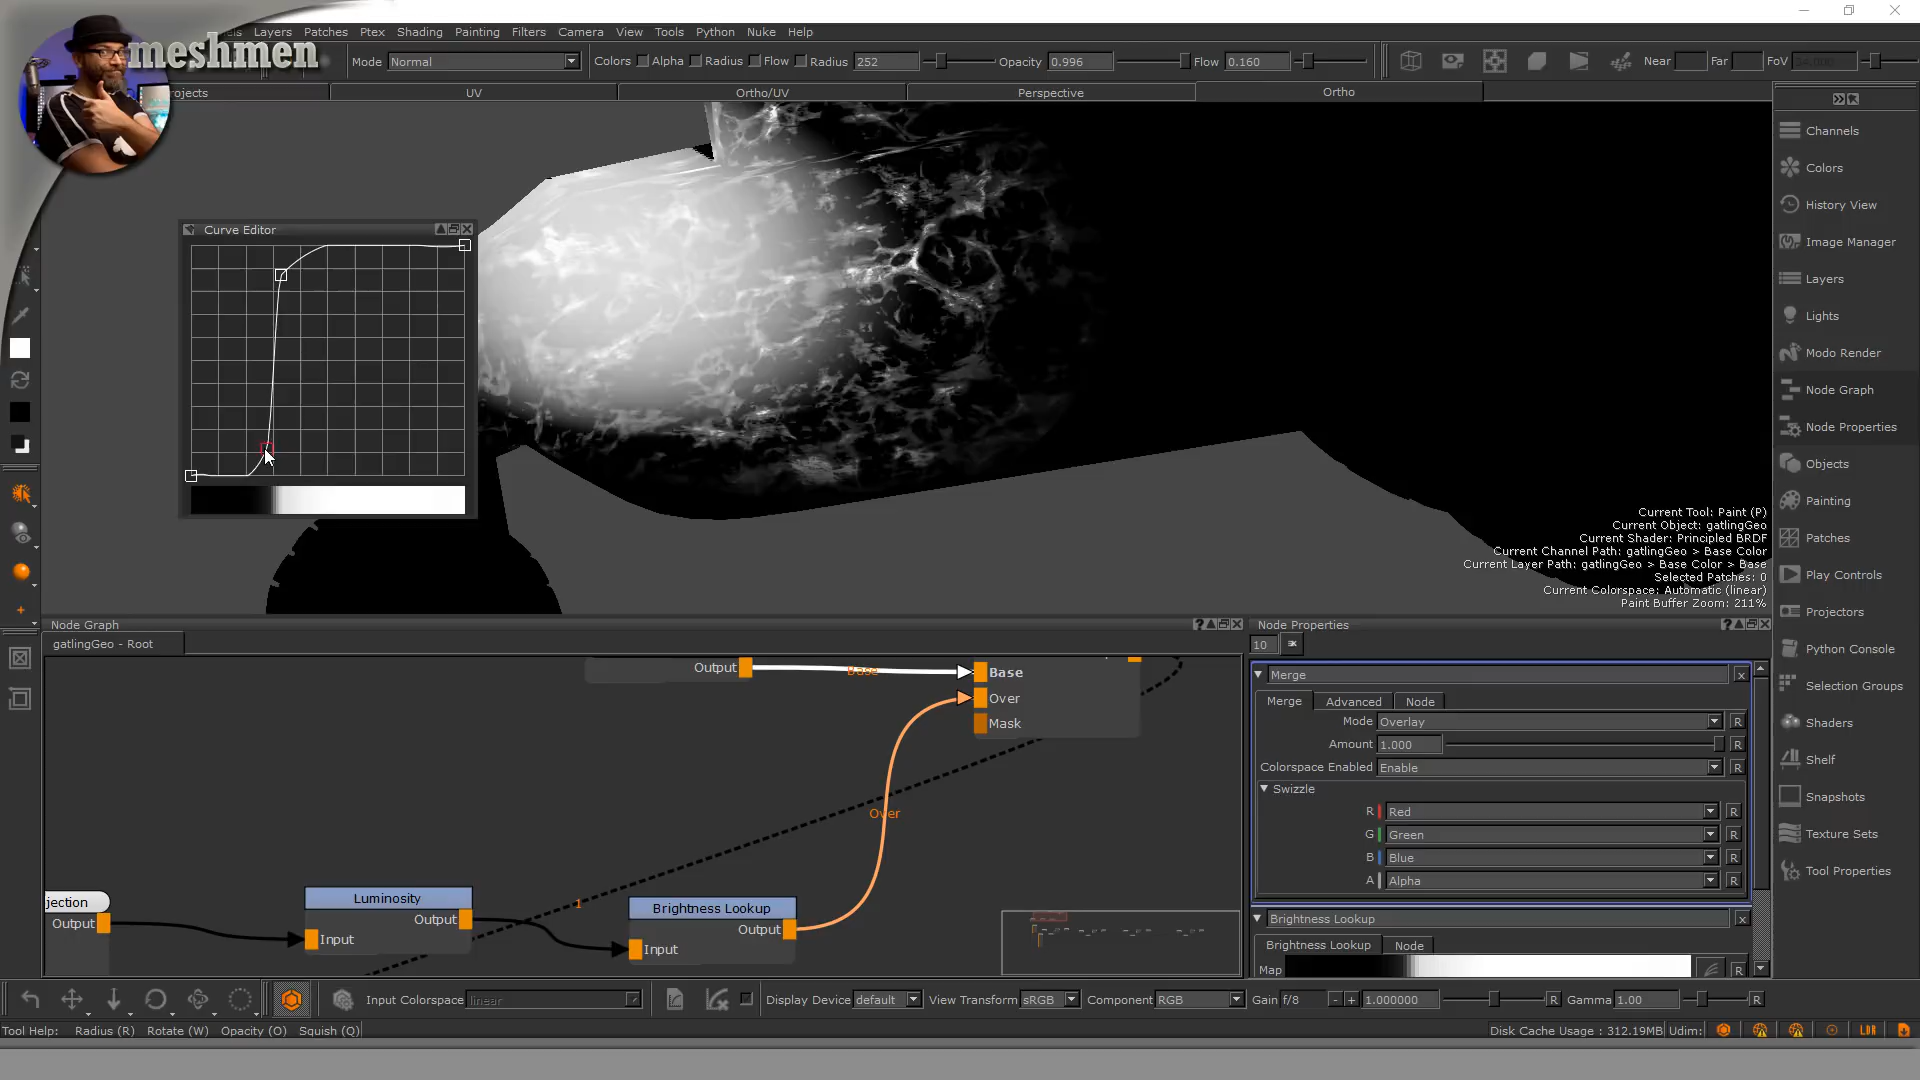 meshmen
Layers Patches Ptex Shading Painting Filters Camera View Tools Python Nuke Help
Mode Normal Colors Alpha Radius Flow Radius 252 Opacity 0.996 Flow 0.160 Near Far FoV
rojects UV Ortho/UV Perspective Ortho
Channels
Colors
History View
Image Manager
Layers
Lights
Modo Render
Node Graph
Node Properties
Objects
Painting
Patches
Play Controls
Projectors
Python Console
Selection Groups
Shaders
Shelf
Snapshots
Texture Sets
Tool Properties
Curve Editor
Current Tool: Paint (P)
Current Object: gatlingGeo
Current Shader: Principled BRDF
Current Channel Path: gatlingGeo > Base Color
Current Layer Path: gatlingGeo > Base Color > Base
Selected Patches: 0
Current Colorspace: Automatic (linear)
Paint Buffer Zoom: 211%
Node Graph
gatlingGeo - Root
Output
Base
Base
Over
Mask
Over
jection
Output
Luminosity
Output
Input
1
Brightness Lookup
Output
Input
Node Properties
10
Merge
Merge Advanced Node
Mode Overlay R
Amount 1.000 R
Colorspace Enabled Enable R
Swizzle
R Red R
G Green R
B Blue R
A Alpha R
Brightness Lookup
Brightness Lookup Node
Map R
Input Colorspace linear Display Device default View Transform sRGB Component RGB Gain f/8 - + 1.000000 R Gamma 1.00 R
Tool Help: Radius (R) Rotate (W) Opacity (O) Squish (Q) Disk Cache Usage : 312.19MB Udim: LDR